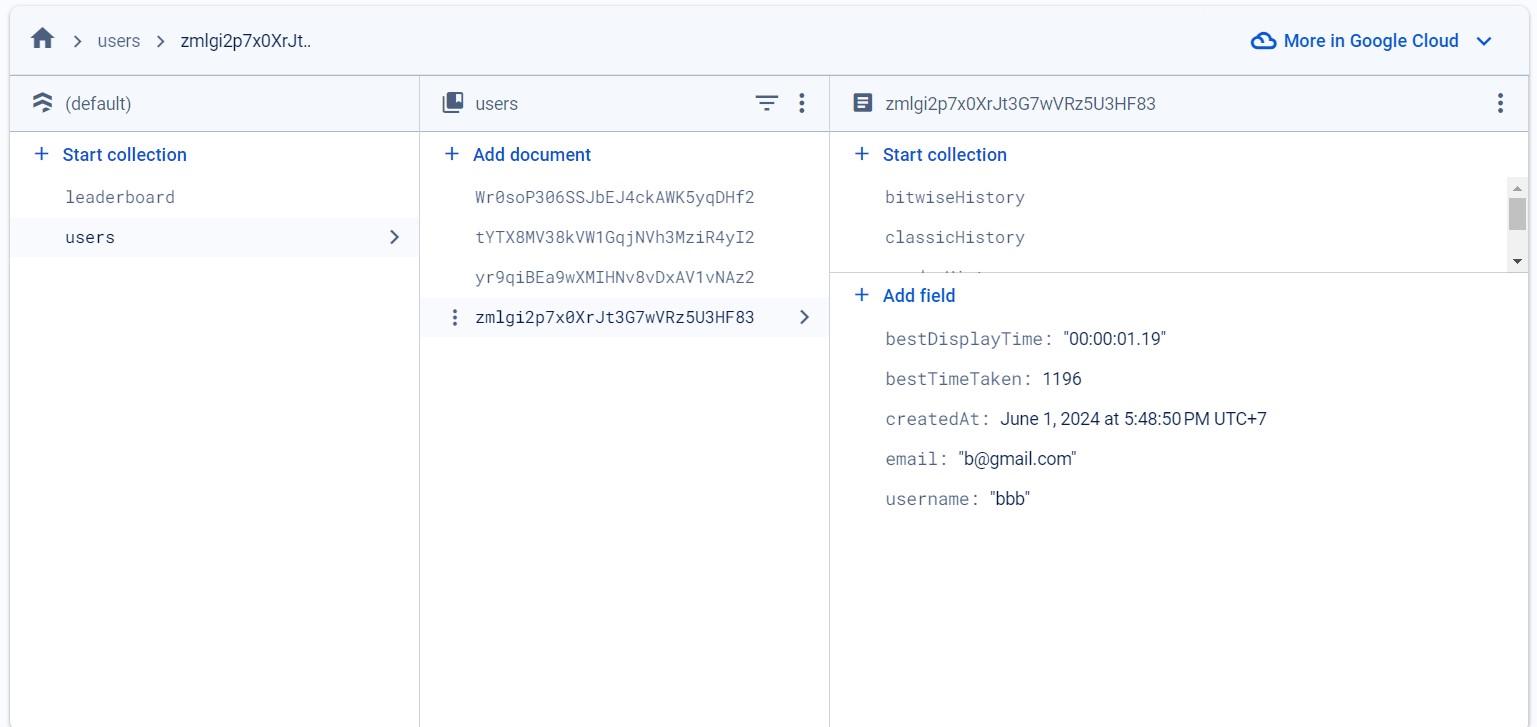 users zmlgi2p7x0XrJt.. More in Google Cloud
(default)
users
zmlgi2p7x0XrJt3G7wVRz5U3HF83
Start collection
leaderboard
users
Add document
Wr0soP306SSJbEJ4ckAWK5yqDHf2
tYTX8MV38kVW1GqjNVh3MziR4yI2
yr9qiBEa9wXMIHNv8vDxAV1vNAz2
zmlgi2p7x0XrJt3G7wVRz5U3HF83
Start collection
bitwiseHistory
classicHistory
Add field
bestDisplayTime: "00:00:01.19"
bestTimeTaken: 1196
createdAt: June 1, 2024 at 5:48:50 PM UTC+7
email: "b@gmail.com"
username: "bbb"